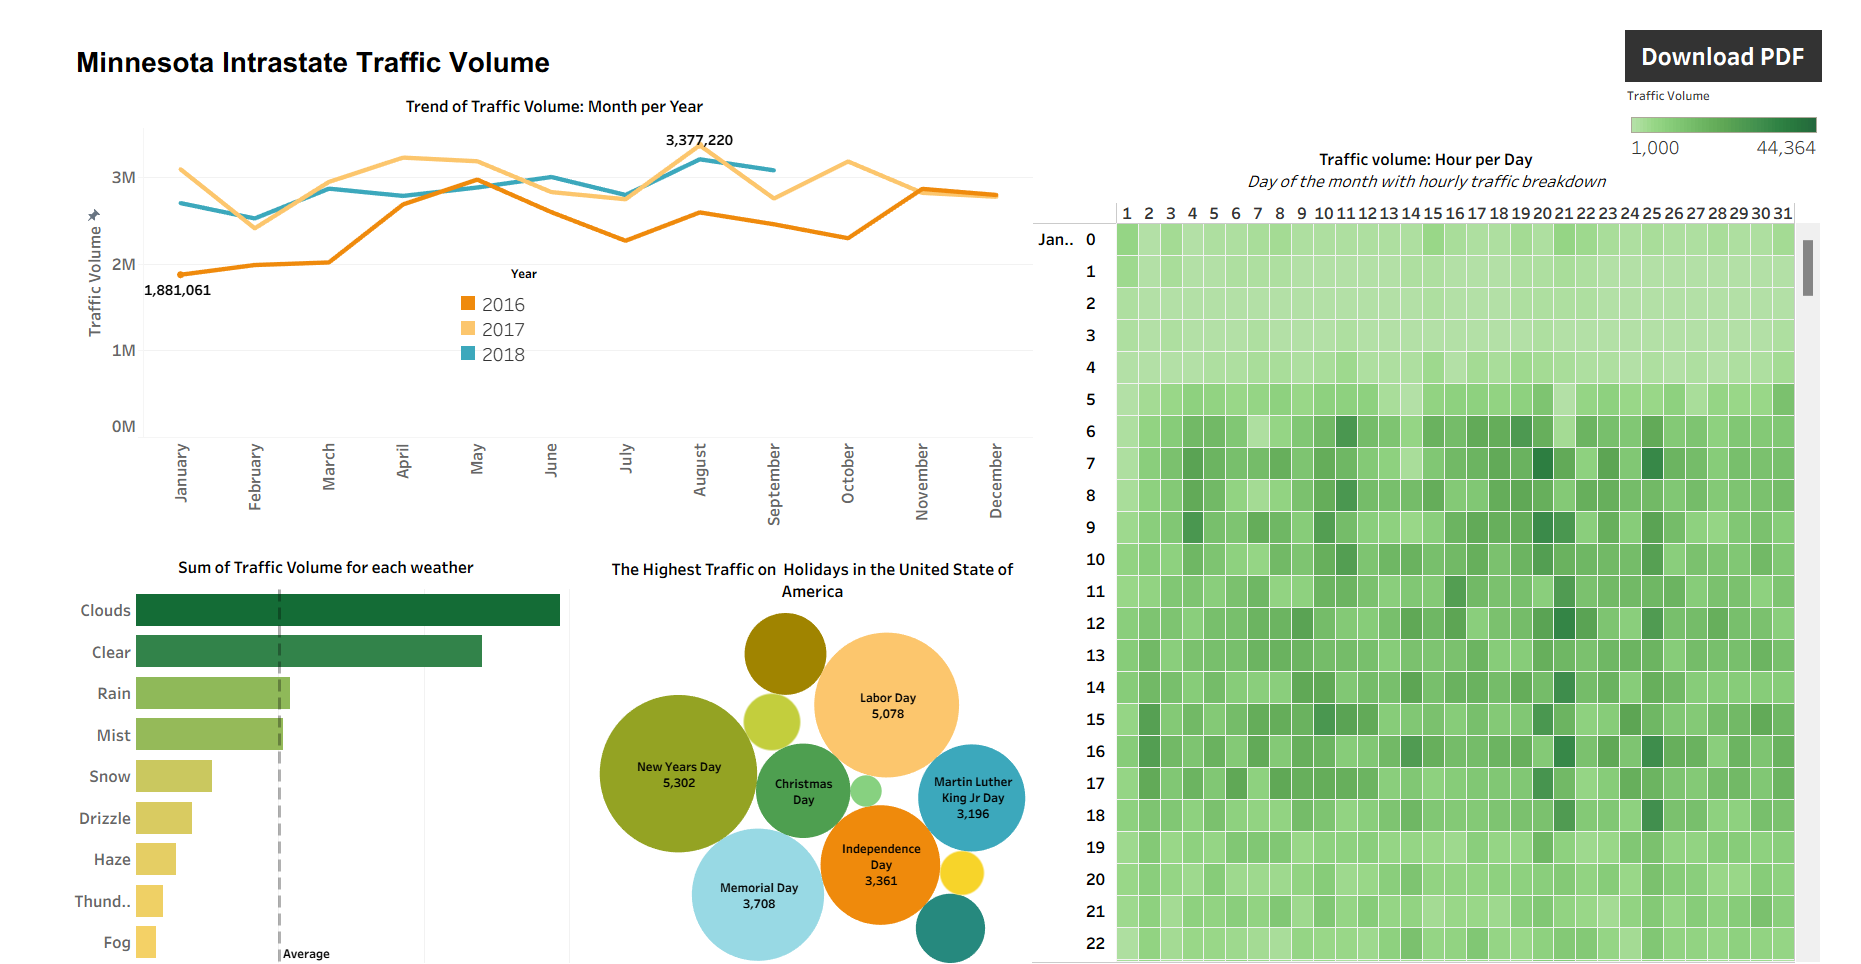 Minnesota Intrastate Traffic Volume
Download PDF
Traffic Volume
1,000 44,364
Trend of Traffic Volume: Month per Year
3,377,220
3M
2M
1M
0M
Traffic Volume
1,881,061
Year
2016
2017
2018
January February March April May June July August September October November December
Sum of Traffic Volume for each weather
Clouds
Clear
Rain
Mist
Snow
Drizzle
Haze
Thund..
Fog
Average
The Highest Traffic on Holidays in the United State of
America
Labor Day
5,078
New Years Day
5,302
Christmas
Day
Martin Luther
King Jr Day
3,196
Independence
Day
3,361
Memorial Day
3,708
Traffic volume: Hour per Day
Day of the month with hourly traffic breakdown
1 2 3 4 5 6 7 8 9 10 11 12 13 14 15 16 17 18 19 20 21 22 23 24 25 26 27 28 29 30 31
Jan.. 0
1
2
3
4
5
6
7
8
9
10
11
12
13
14
15
16
17
18
19
20
21
22